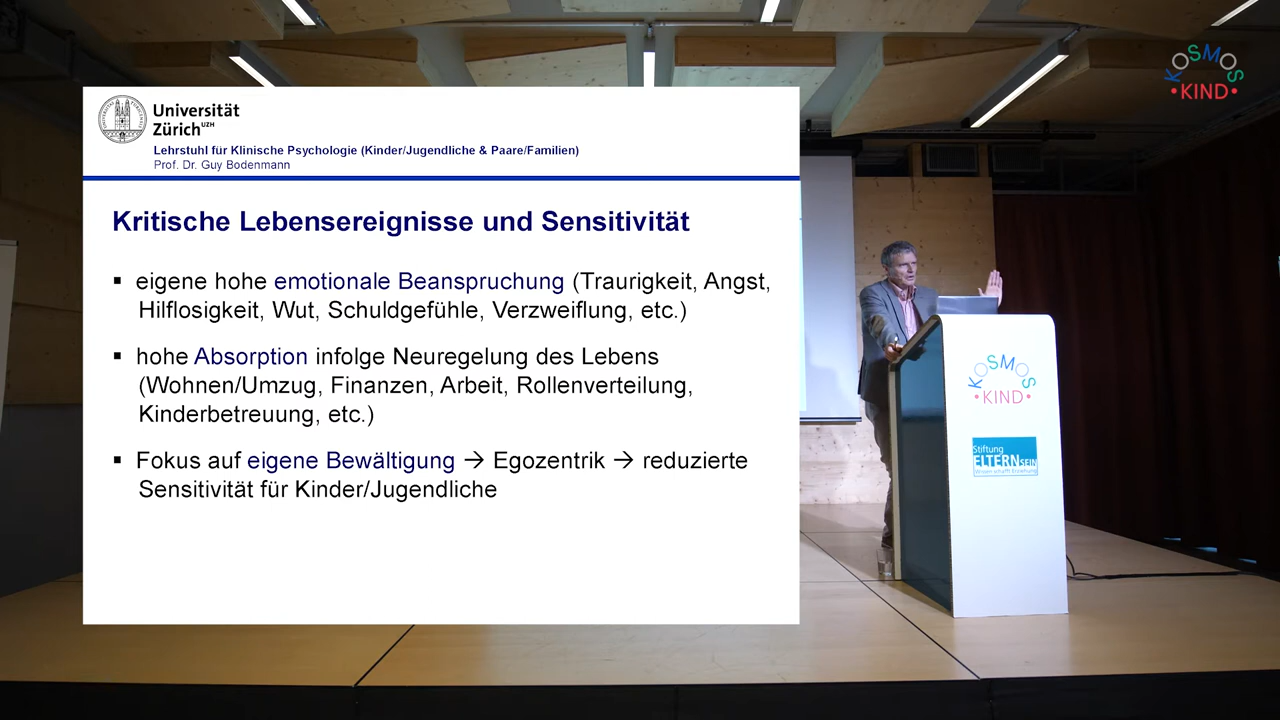 Universität
Zürich UZH
Lehrstuhl für Klinische Psychologie (Kinder/Jugendliche & Paare/Familien)
Prof. Dr. Guy Bodenmann
Kritische Lebensereignisse und Sensitivität
▪ eigene hohe emotionale Beanspruchung (Traurigkeit, Angst,
Hilflosigkeit, Wut, Schuldgefühle, Verzweiflung, etc.)
▪ hohe Absorption infolge Neuregelung des Lebens
(Wohnen/Umzug, Finanzen, Arbeit, Rollenverteilung,
Kinderbetreuung, etc.)
▪ Fokus auf eigene Bewältigung → Egozentrik → reduzierte
Sensitivität für Kinder/Jugendliche
KOSMOS
•KIND•
KOSMOS
•KIND•
Stiftung
ELTERNSEIN
Wissen schafft Erziehung